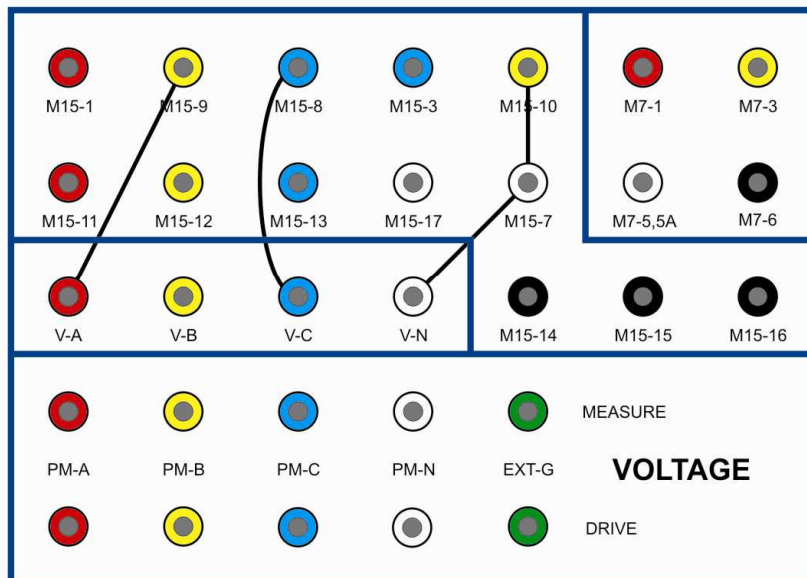 M15-1 M15-9 M15-8 M15-3 M15-10 M7-1 M7-3
M15-11 M15-12 M15-13 M15-17 M15-7 M7-5,5A M7-6
V-A V-B V-C V-N M15-14 M15-15 M15-16
MEASURE
PM-A PM-B PM-C PM-N EXT-G VOLTAGE
DRIVE